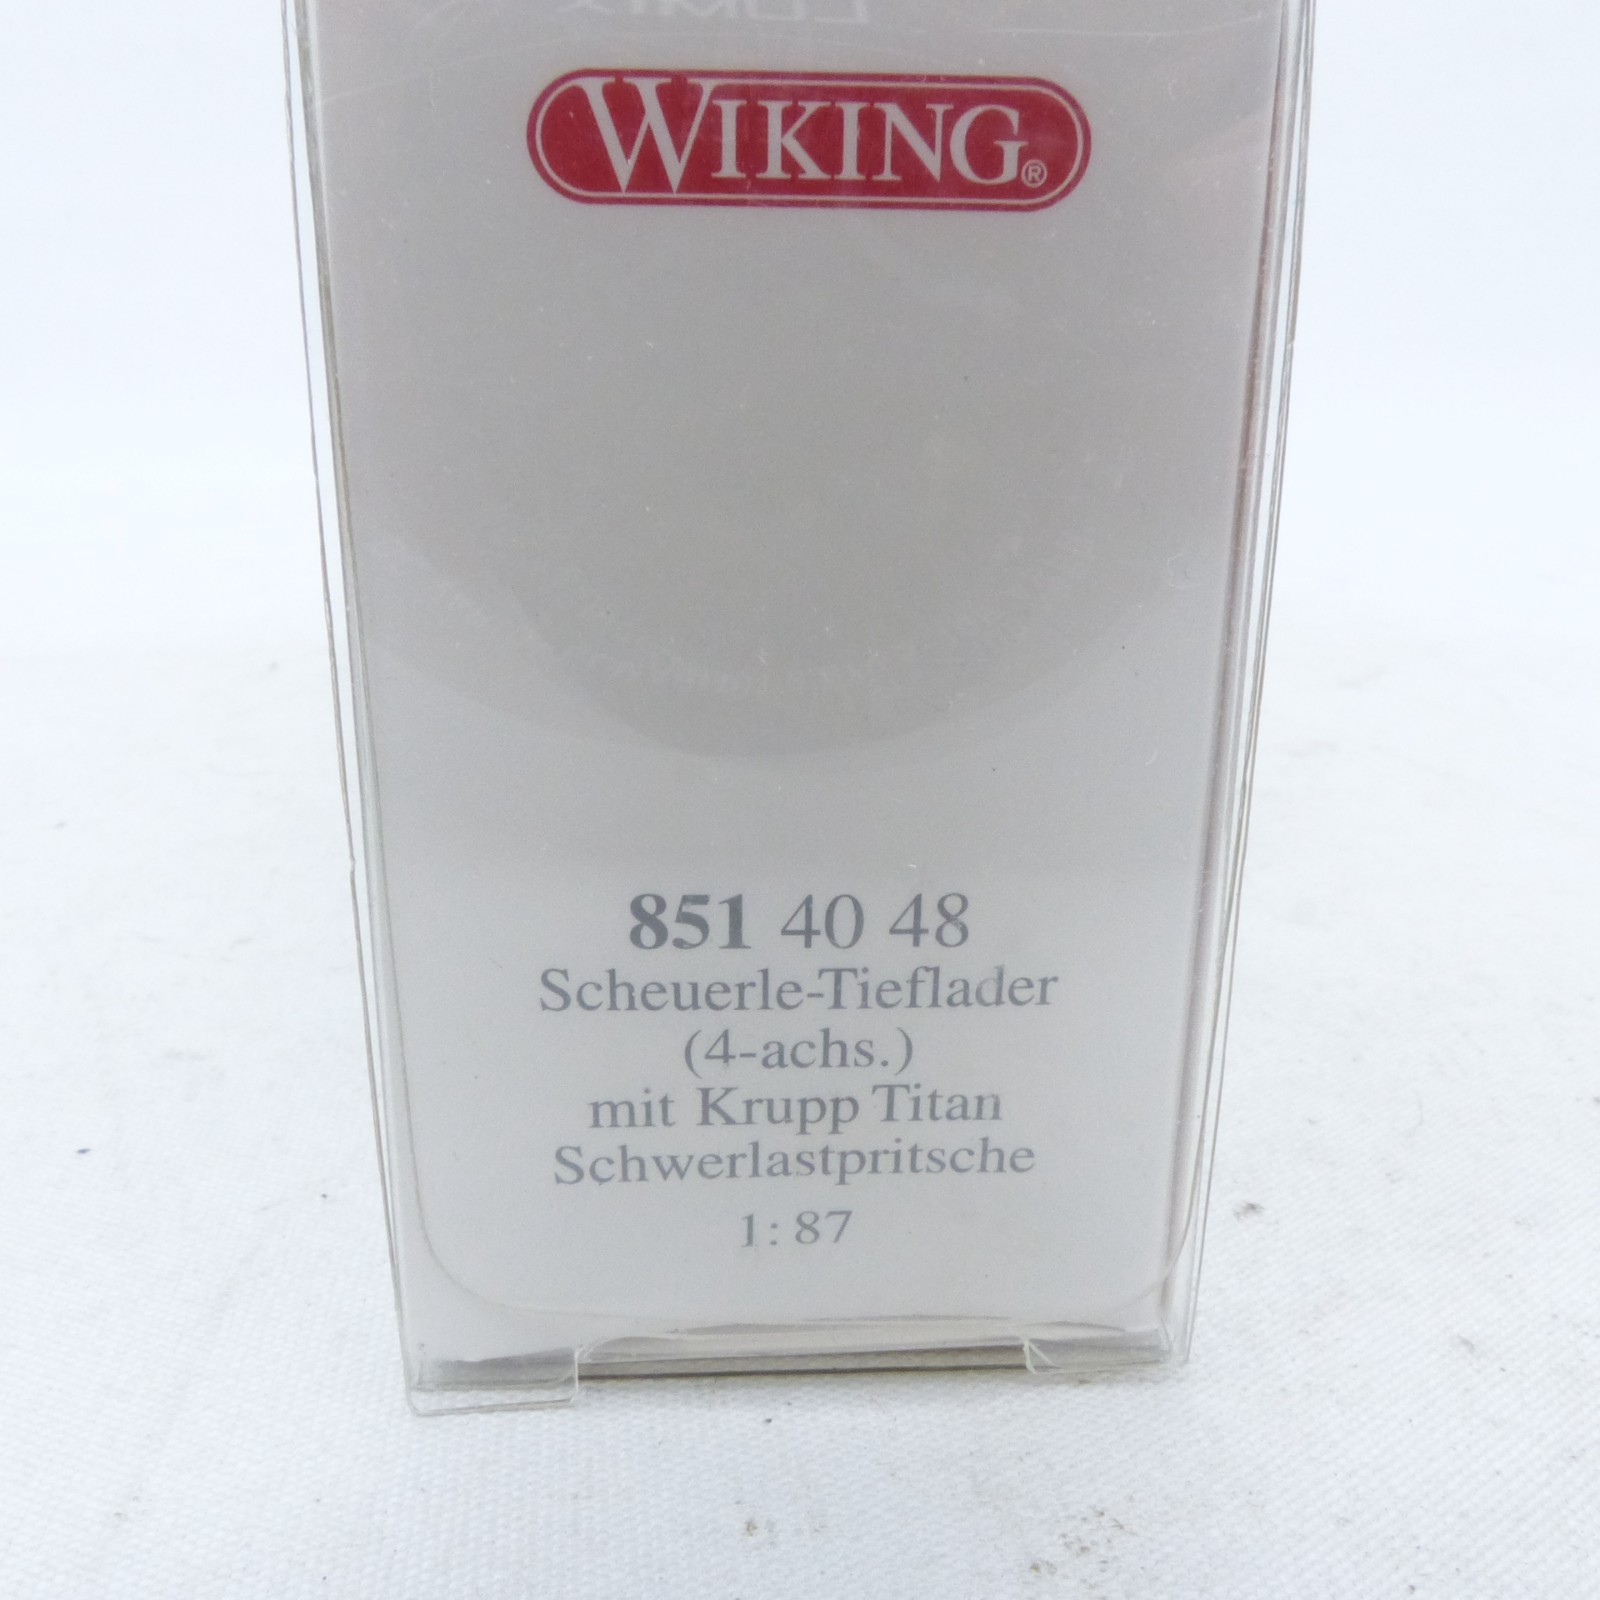 WIKING®
851 40 48
Scheuerle-Tieflader
(4-achs.)
mit Krupp Titan
Schwerlastpritsche
1:87